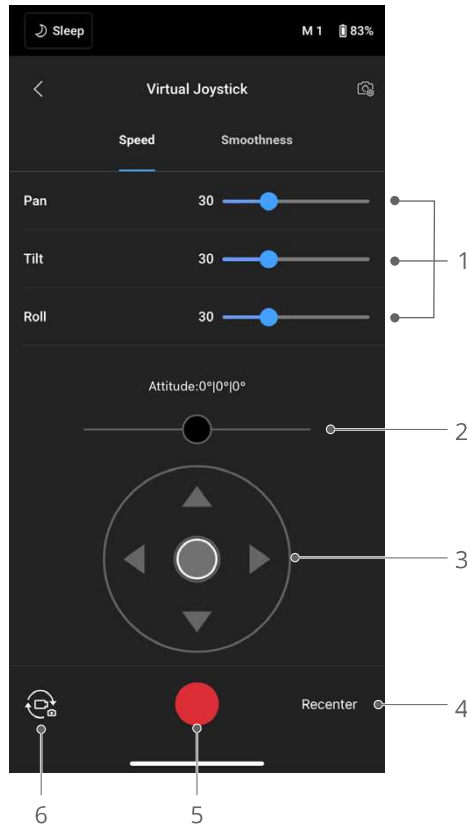 Sleep M 1 83%
Virtual Joystick
Speed Smoothness
Pan 30
1
Tilt 30
Roll 30
Attitude:0°|0°|0°
2
3
Recenter 4
6 5